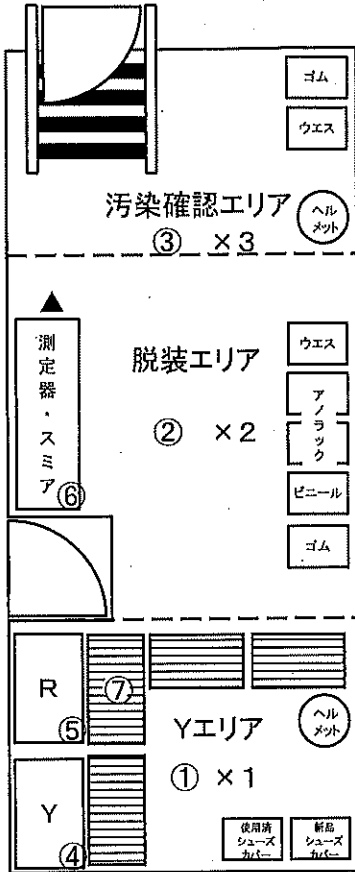 ゴム
ウエス
汚染確認エリア
ヘル
メット
③ ×3
測定器・スミア
⑥
脱装エリア
② ×2
ウエス
アノラック
ビニール
ゴム
R
⑤
⑦
Yエリア
ヘル
メット
① ×1
Y
④
使用済
シューズ
カバー
新品
シューズ
カバー